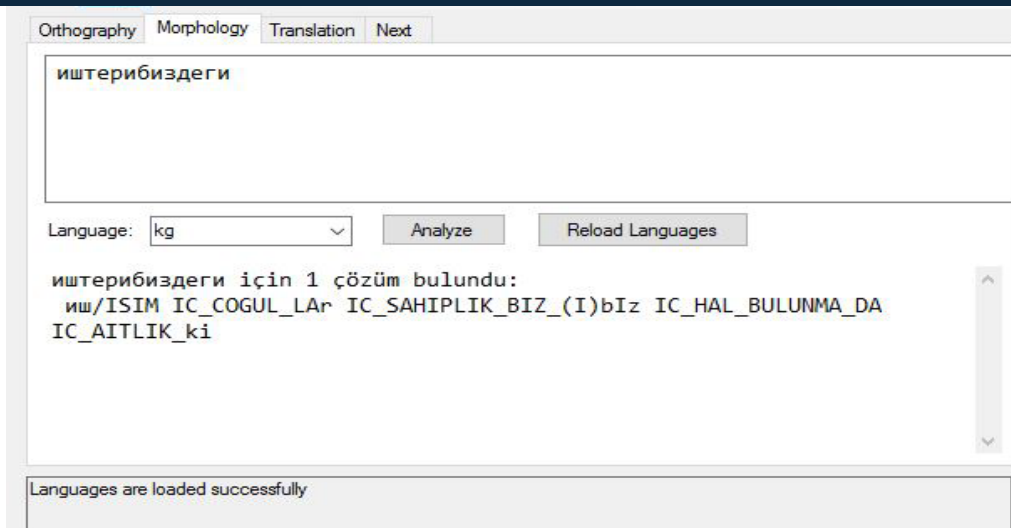 Orthography Morphology Translation Next
иштерибиздеги
Language: kg Analyze Reload Languages
иштерибиздеги için 1 çözüm bulundu:
иш/ISIM IC_COGUL_LAr IC_SAHIPLIK_BIZ_(I)bIz IC_HAL_BULUNMA_DA
IC_AITLIK_ki
Languages are loaded successfully